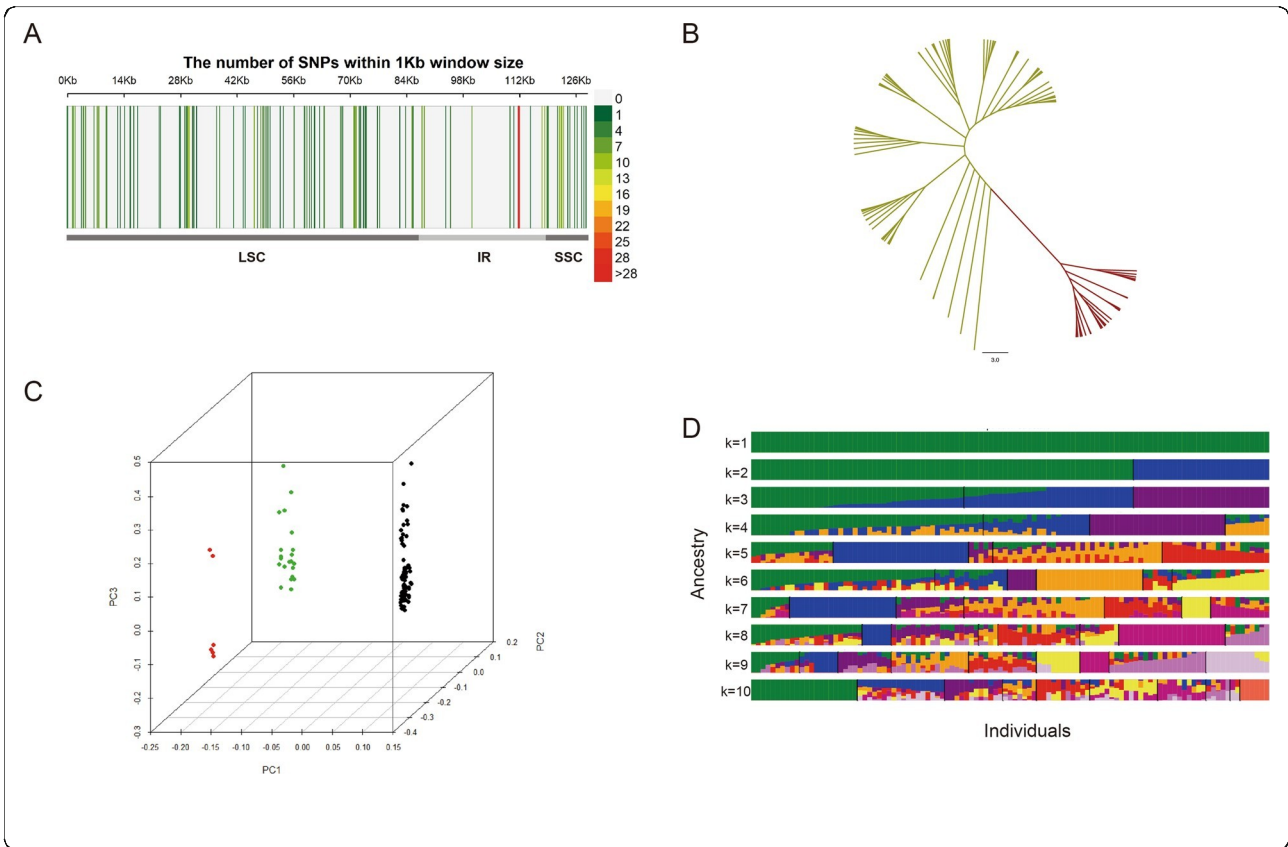 A
The number of SNPs within 1Kb window size
0Kb 14Kb 28Kb 42Kb 56Kb 70Kb 84Kb 98Kb 112Kb 126Kb
0
1
4
7
10
13
16
19
22
25
28
>28
LSC IR SSC
B
3.0
C
PC3
0.5
0.4
0.3
0.2
0.1
0.0
-0.1
-0.2
-0.3
-0.25 -0.20 -0.15 -0.10 -0.05 0.00 0.05 0.10 0.15
PC1
0.2
0.1
0.0
-0.1
-0.2
-0.3
-0.4
PC2
D
Ancestry
k=1
k=2
k=3
k=4
k=5
k=6
k=7
k=8
k=9
k=10
Individuals